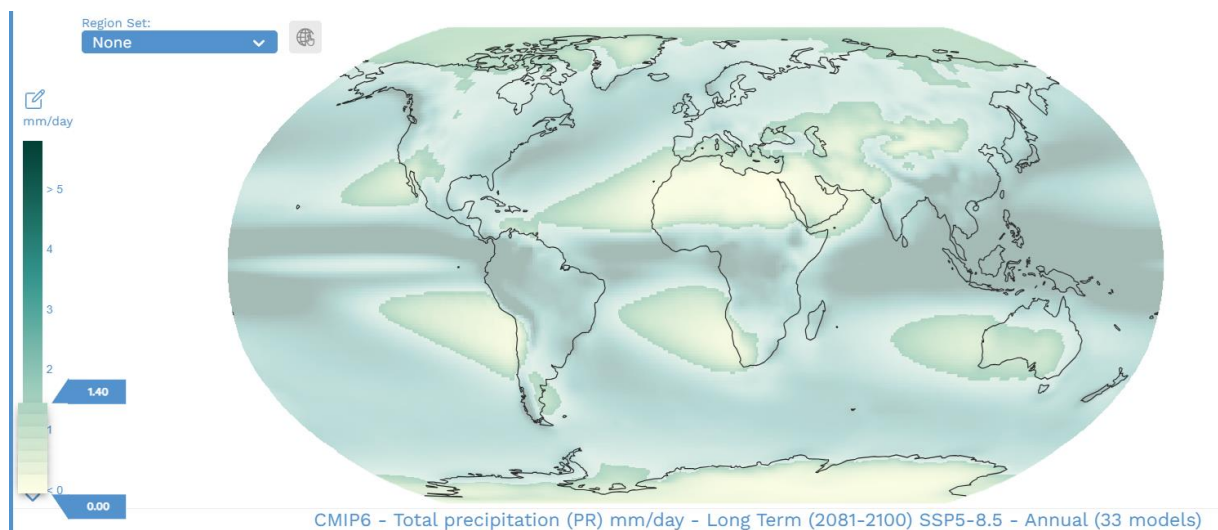 Region Set:
None
mm/day
> 5
4
3
2
1.40
1
< 0
0.00
CMIP6 - Total precipitation (PR) mm/day - Long Term (2081-2100) SSP5-8.5 - Annual (33 models)